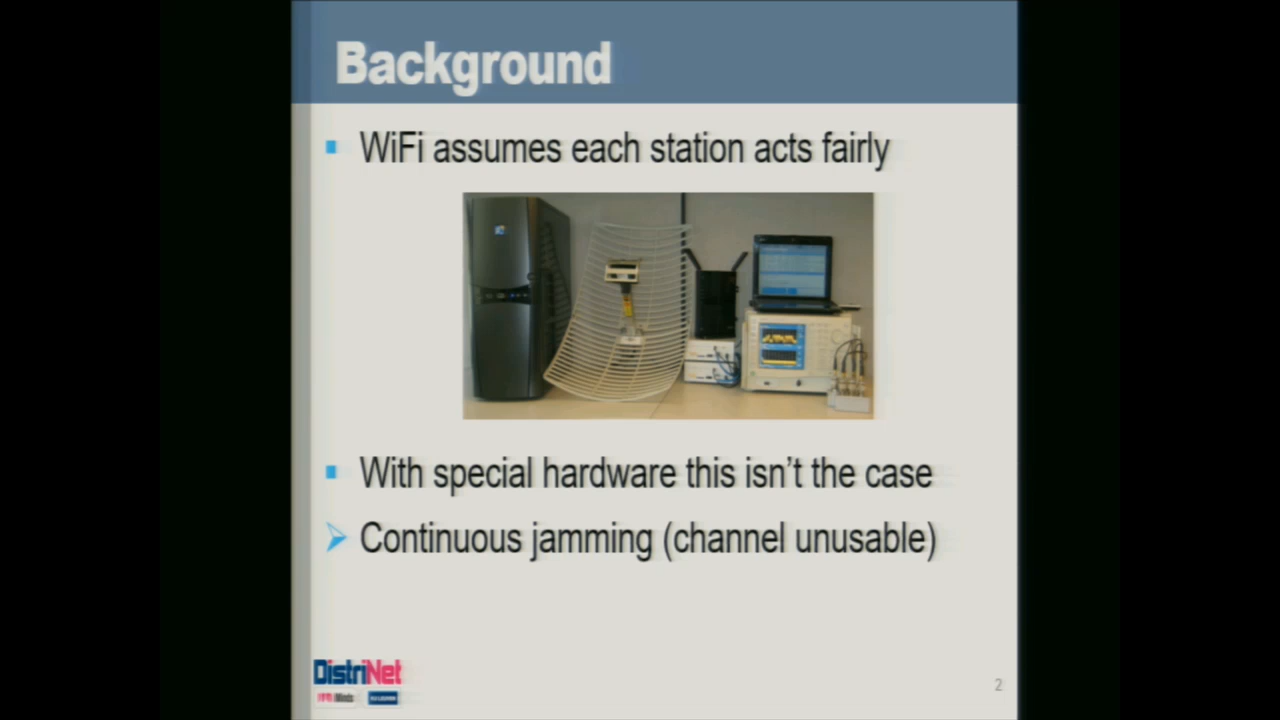 Background
WiFi assumes each station acts fairly
With special hardware this isn't the case
Continuous jamming (channel unusable)
DistriNet
2